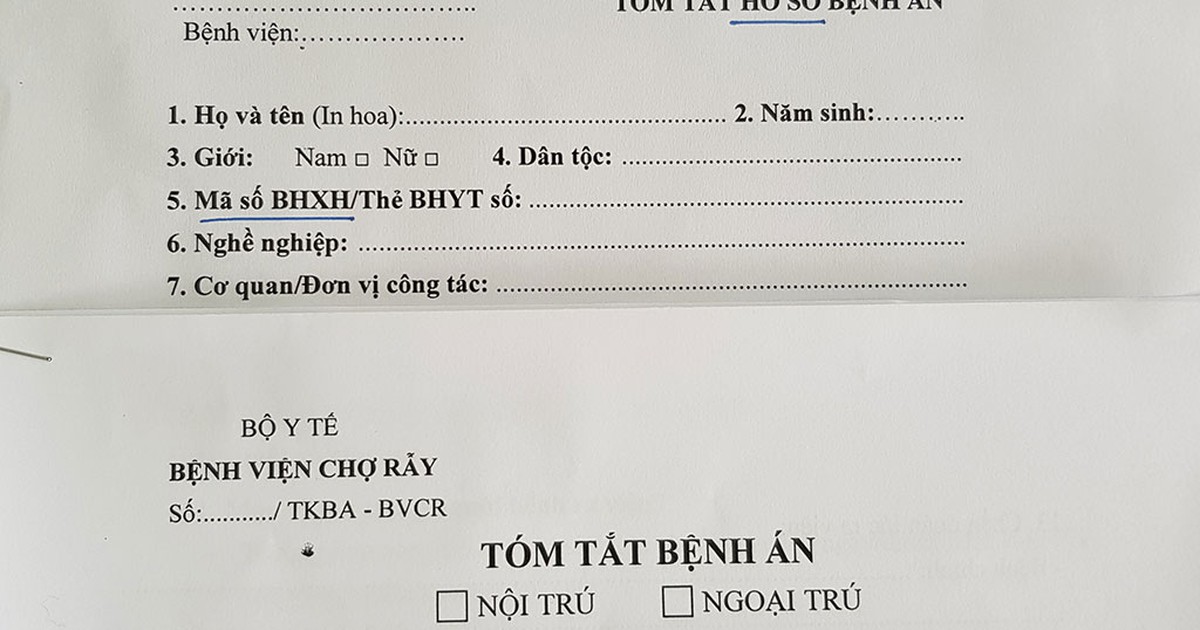 TÓM TẮT HỒ SƠ BỆNH ÁN
Bệnh viện:....................
1. Họ và tên (In hoa):.................................................. 2. Năm sinh:.............
3. Giới: Nam □ Nữ □ 4. Dân tộc: ......................................................
5. Mã số BHXH/Thẻ BHYT số: ....................................................................
6. Nghề nghiệp: ................................................................................................
7. Cơ quan/Đơn vị công tác: .........................................................................
BỘ Y TẾ
BỆNH VIỆN CHỢ RẪY
Số:.........../ TKBA - BVCR
TÓM TẮT BỆNH ÁN
□ NỘI TRÚ □ NGOẠI TRÚ